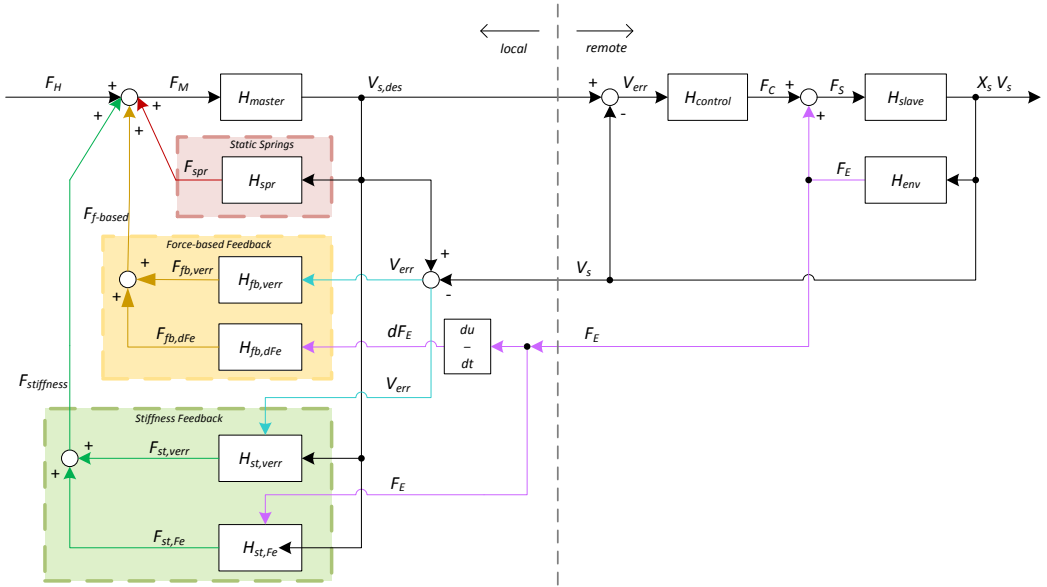 local
remote
F_H
+
F_M
H_master
V_s,des
+
V_err
H_control
F_C
+
F_S
H_slave
X_s V_s
+
+
+
-
+
Static Springs
F_spr
H_spr
F_E
H_env
F_f-based
Force-based Feedback
+
F_fb,verr
H_fb,verr
V_err
+
-
V_s
+
F_fb,dFe
H_fb,dFe
dF_E
du
–
dt
F_E
F_stiffness
V_err
Stiffness Feedback
+
F_st,verr
H_st,verr
+
F_E
F_st,Fe
H_st,Fe